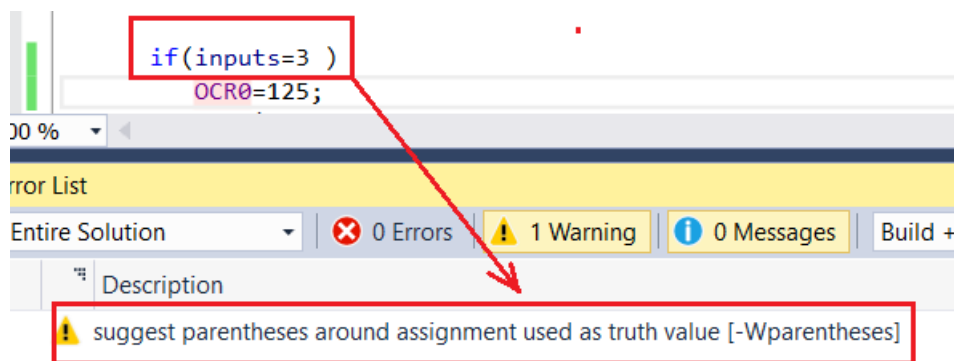 if(inputs=3 )
OCR0=125;
00 %
rror List
Entire Solution 0 Errors 1 Warning 0 Messages Build +
Description
suggest parentheses around assignment used as truth value [-Wparentheses]